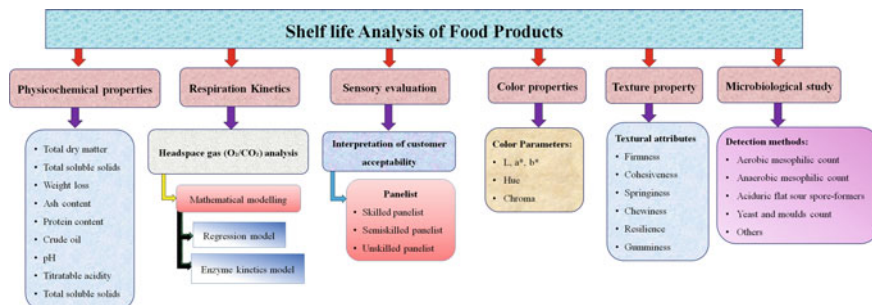 Shelf life Analysis of Food Products
Physicochemical properties
• Total dry matter
• Total soluble solids
• Weight loss
• Ash content
• Protein content
• Crude oil
• pH
• Titratable acidity
• Total soluble solids
Respiration Kinetics
Headspace gas (O₂/CO₂) analysis
Mathematical modelling
Regression model
Enzyme kinetics model
Sensory evaluation
Interpretation of customer
acceptability
Panelist
• Skilled panelist
• Semiskilled panelist
• Unskilled panelist
Color properties
Color Parameters:
• L, a*, b*
• Hue
• Chroma
Texture property
Textural attributes
• Firmness
• Cohesiveness
• Springiness
• Chewiness
• Resilience
• Gumminess
Microbiological study
Detection methods:
• Aerobic mesophilic count
• Anaerobic mesophilic count
• Aciduric flat sour spore-formers
• Yeast and moulds count
• Others